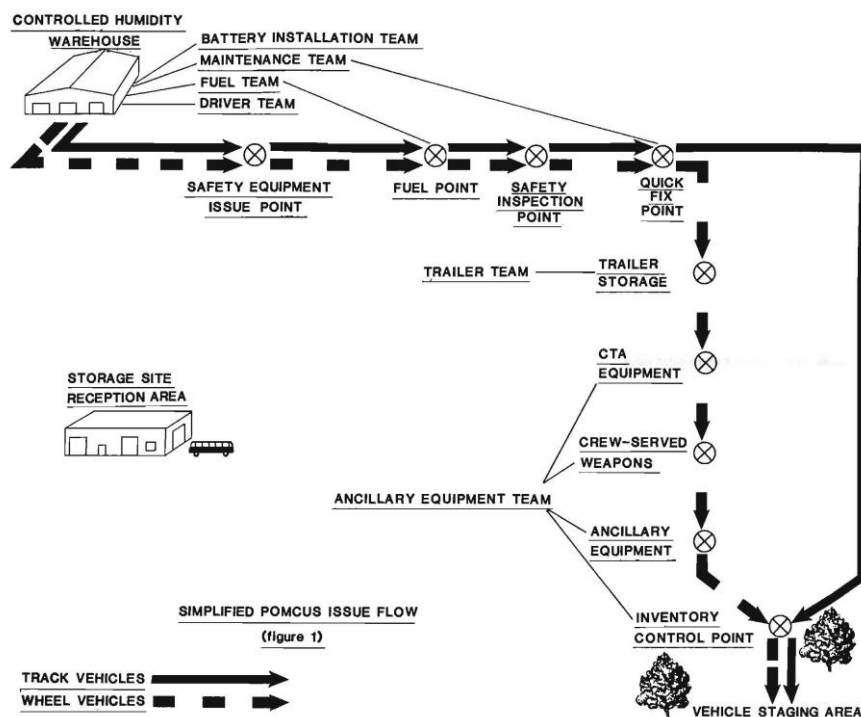 CONTROLLED HUMIDITY
WAREHOUSE
BATTERY INSTALLATION TEAM
MAINTENANCE TEAM
FUEL TEAM
DRIVER TEAM
SAFETY EQUIPMENT
ISSUE POINT
FUEL POINT
SAFETY
INSPECTION
POINT
QUICK
FIX
POINT
TRAILER TEAM
TRAILER
STORAGE
CTA
EQUIPMENT
STORAGE SITE
RECEPTION AREA
CREW-SERVED
WEAPONS
ANCILLARY EQUIPMENT TEAM
ANCILLARY
EQUIPMENT
SIMPLIFIED POMCUS ISSUE FLOW
(figure 1)
INVENTORY
CONTROL POINT
TRACK VEHICLES
WHEEL VEHICLES
VEHICLE STAGING AREA